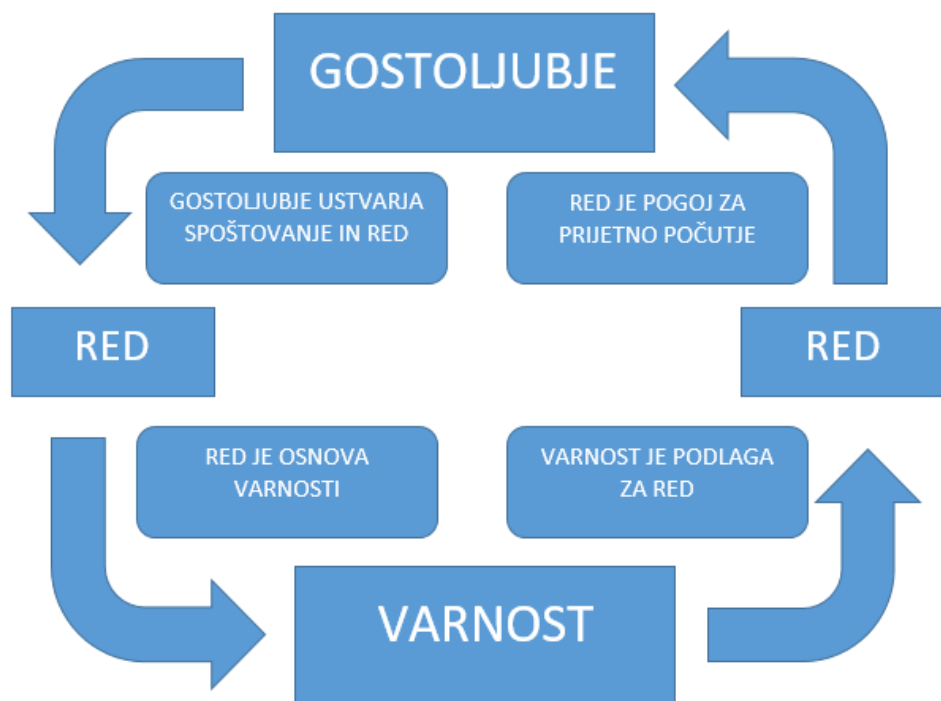 GOSTOLJUBJE
GOSTOLJUBJE USTVARJA
SPOŠTOVANJE IN RED
RED JE POGOJ ZA
PRIJETNO POČUTJE
RED
RED
RED JE OSNOVA
VARNOSTI
VARNOST JE PODLAGA
ZA RED
VARNOST